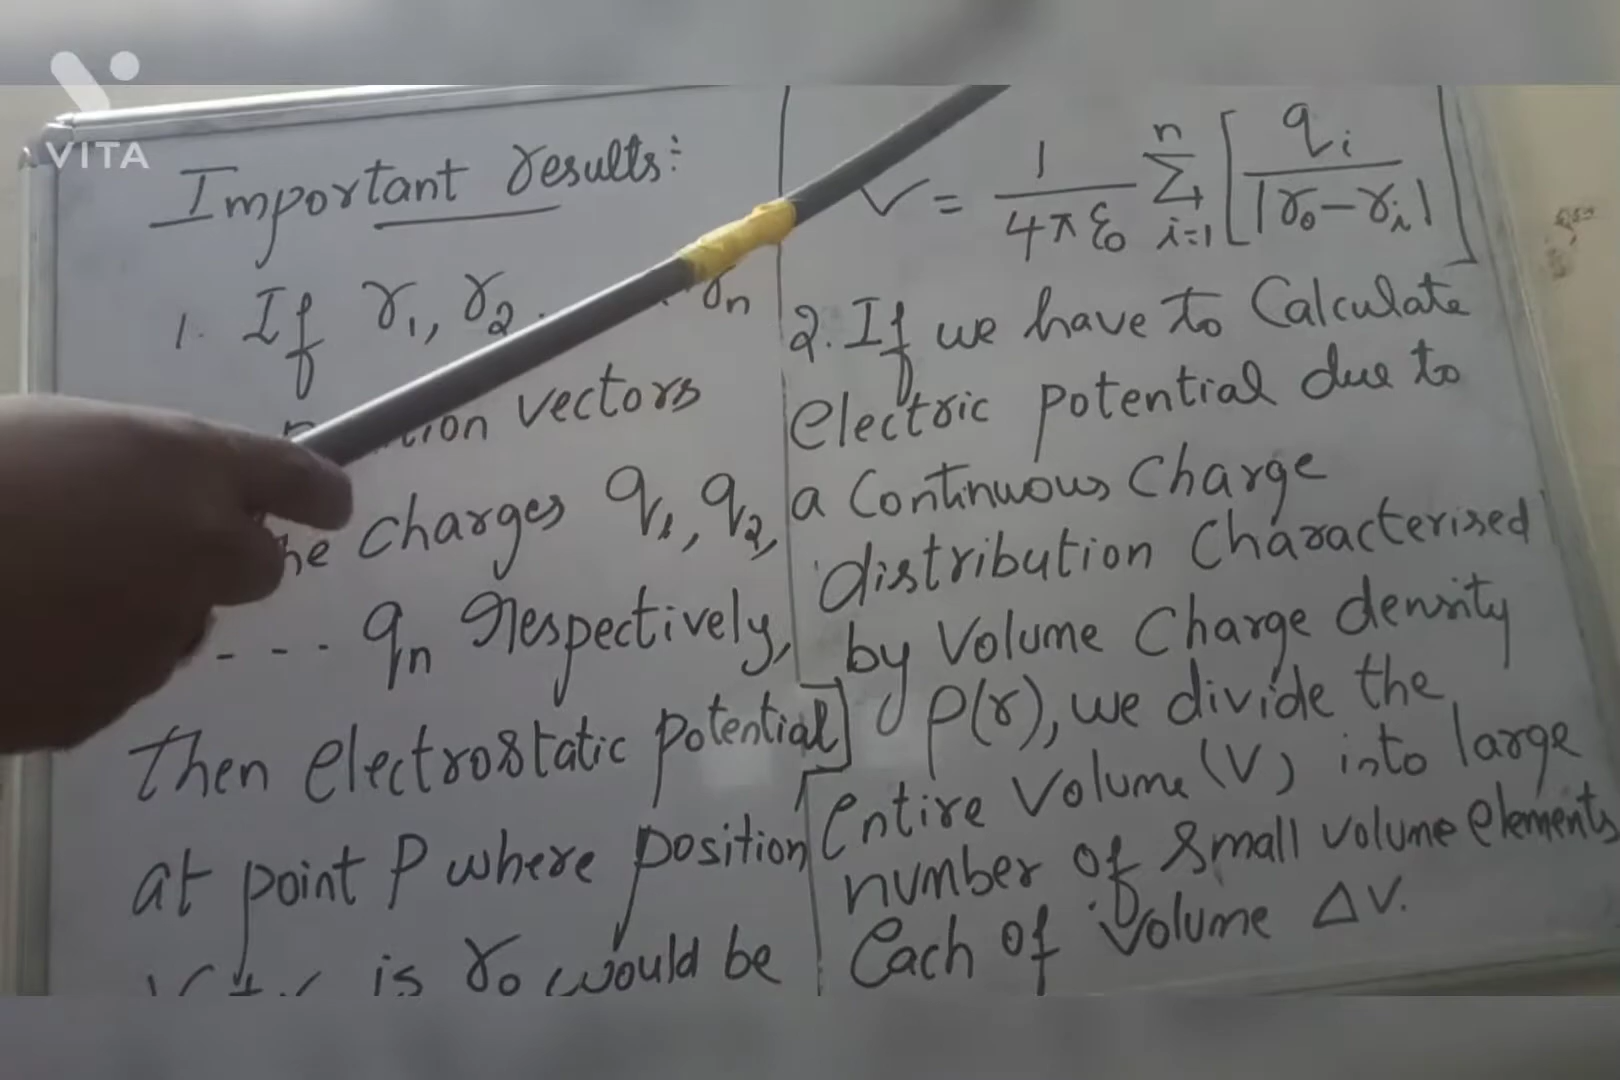 VITA
Important results:
1. If r₁, r₂. rₙ
vectors
charges q₁, q₂,
---- qₙ respectively,
then electrostatic potential
at point P where position
is r₀ would be
V = 1/4πε₀ Σⁿᵢ₌₁ [qᵢ/|r₀-rᵢ|]
2. If we have to Calculate
electric potential due to
a Continuous Charge
distribution Characterised
by Volume Charge density
ρ(r), we divide the
Entire Volume (V) into large
number of small volume elements
Each of Volume ΔV.